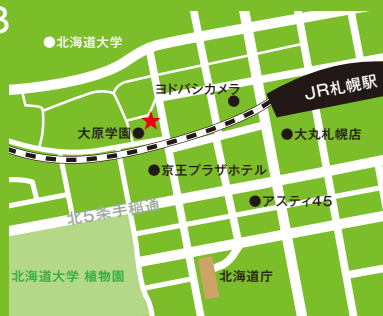 3
北海道大学
ヨドバシカメラ
JR札幌駅
大原学園
大丸札幌店
京王プラザホテル
アスティ45
北5条手稲通
北海道大学 植物園
北海道庁